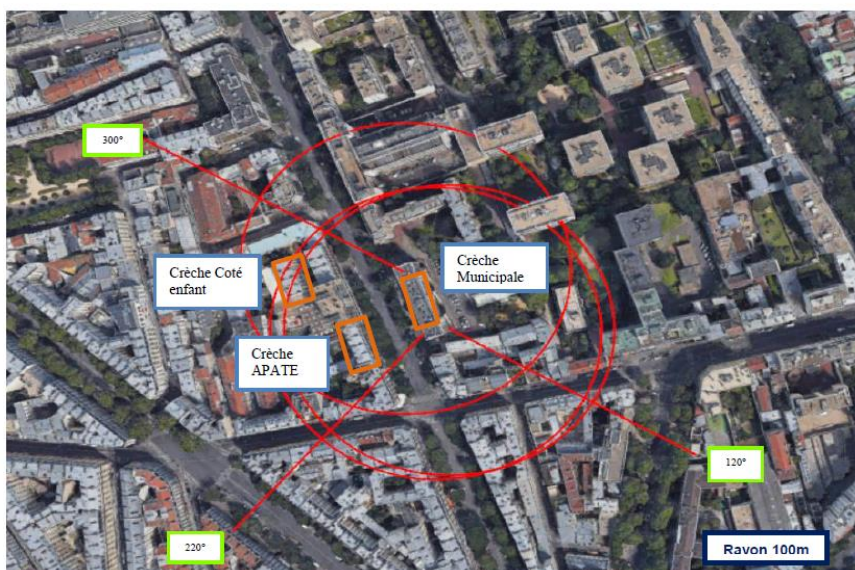 300°
Crèche Coté
enfant
Crèche
Municipale
Crèche
APATE
120°
220°
Rayon 100m